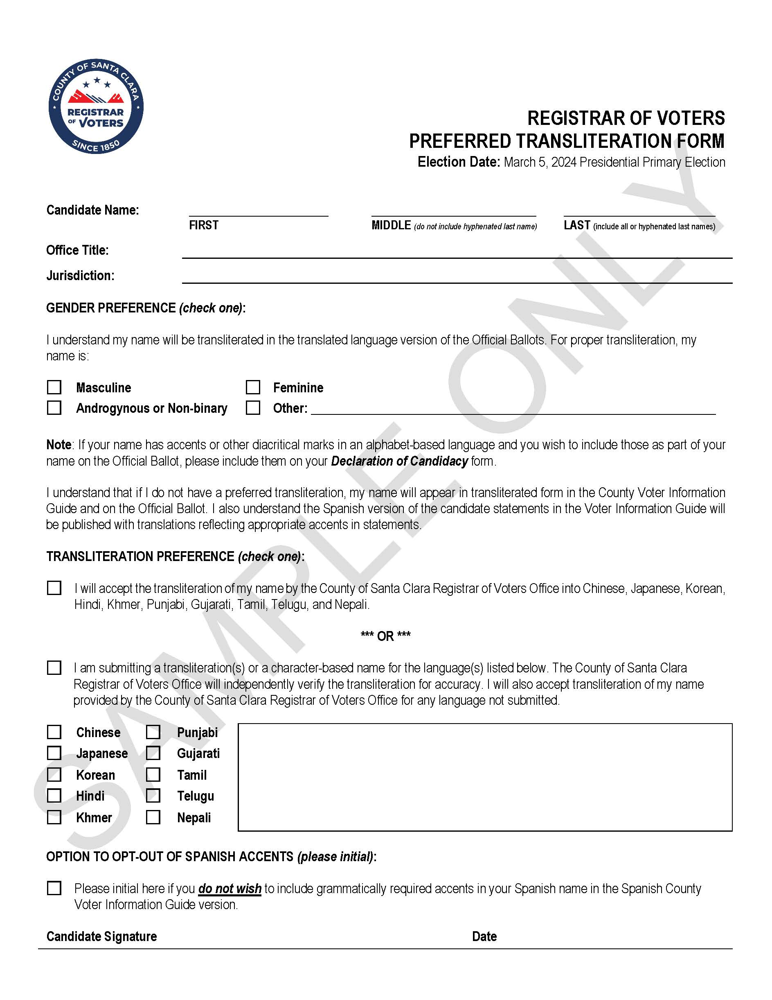 COUNTY OF SANTA CLARA
REGISTRAR
OF VOTERS
SINCE 1850
REGISTRAR OF VOTERS
PREFERRED TRANSLITERATION FORM
Election Date: March 5, 2024 Presidential Primary Election
Candidate Name:
FIRST MIDDLE (do not include hyphenated last name) LAST (include all or hyphenated last names)
Office Title:
Jurisdiction:
GENDER PREFERENCE (check one):
I understand my name will be transliterated in the translated language version of the Official Ballots. For proper transliteration, my
name is:
Masculine Feminine
Androgynous or Non-binary Other:
Note: If your name has accents or other diacritical marks in an alphabet-based language and you wish to include those as part of your
name on the Official Ballot, please include them on your Declaration of Candidacy form.
I understand that if I do not have a preferred transliteration, my name will appear in transliterated form in the County Voter Information
Guide and on the Official Ballot. I also understand the Spanish version of the candidate statements in the Voter Information Guide will
be published with translations reflecting appropriate accents in statements.
TRANSLITERATION PREFERENCE (check one):
I will accept the transliteration of my name by the County of Santa Clara Registrar of Voters Office into Chinese, Japanese, Korean,
Hindi, Khmer, Punjabi, Gujarati, Tamil, Telugu, and Nepali.
*** OR ***
I am submitting a transliteration(s) or a character-based name for the language(s) listed below. The County of Santa Clara
Registrar of Voters Office will independently verify the transliteration for accuracy. I will also accept transliteration of my name
provided by the County of Santa Clara Registrar of Voters Office for any language not submitted.
Chinese Punjabi
Japanese Gujarati
Korean Tamil
Hindi Telugu
Khmer Nepali
OPTION TO OPT-OUT OF SPANISH ACCENTS (please initial):
Please initial here if you do not wish to include grammatically required accents in your Spanish name in the Spanish County
Voter Information Guide version.
Candidate Signature Date
SAMPLE ONLY